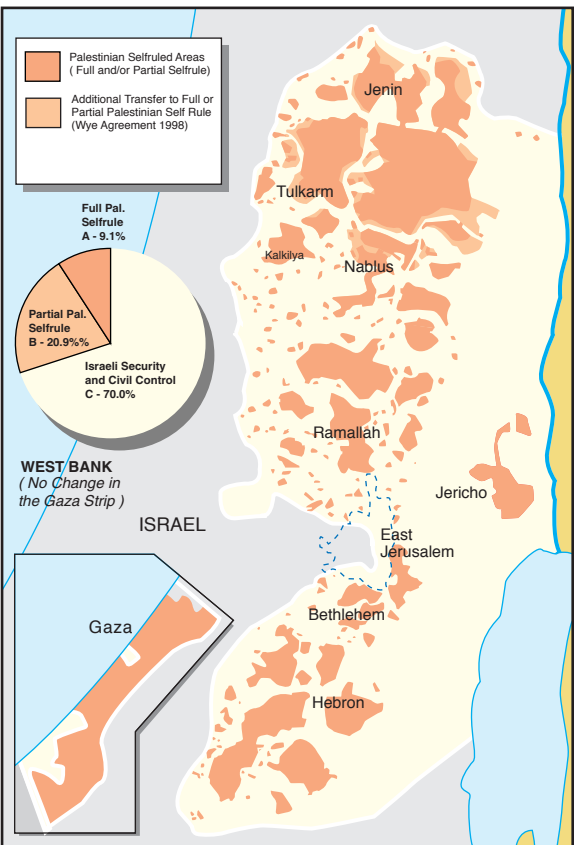 Palestinian Selfruled Areas
( Full and/or Partial Selfrule)
Additional Transfer to Full or
Partial Palestinian Self Rule
(Wye Agreement 1998)
Full Pal.
Selfrule
A - 9.1%
Partial Pal.
Selfrule
B - 20.9%%
Israeli Security
and Civil Control
C - 70.0%
WEST BANK
( No Change in
the Gaza Strip )
ISRAEL
Gaza
Jenin
Tulkarm
Kalkilya
Nablus
Ramallah
Jericho
East
Jerusalem
Bethlehem
Hebron